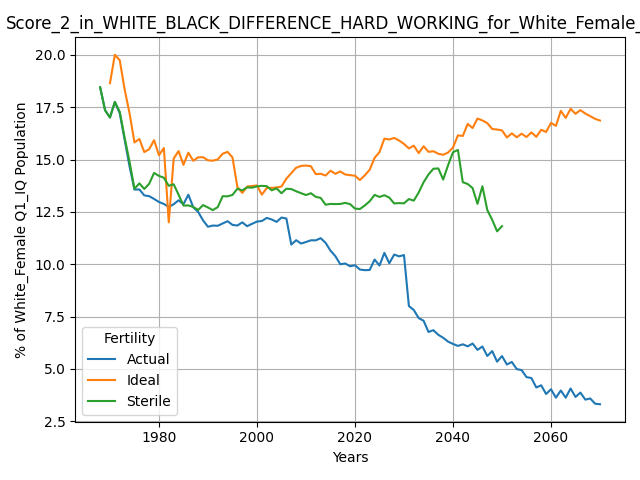 Score_2_in_WHITE_BLACK_DIFFERENCE_HARD_WORKING_for_White_Female_
% of White_Female Q1_IQ Population
20.0
17.5
15.0
12.5
10.0
7.5
5.0
2.5
Fertility
Actual
Ideal
Sterile
1980
2000
2020
2040
2060
Years